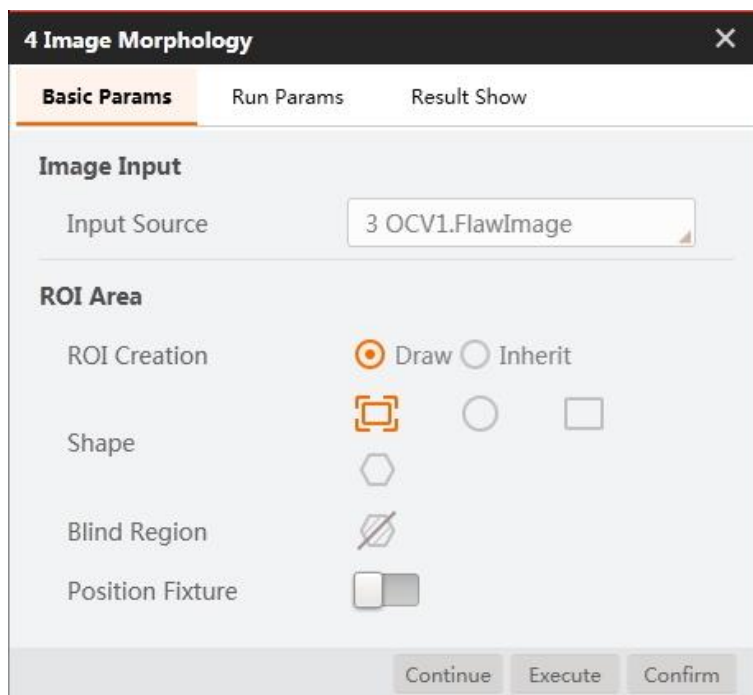 4 Image Morphology
Basic Params Run Params Result Show
Image Input
Input Source 3 OCV1.FlawImage
ROI Area
ROI Creation Draw Inherit
Shape
Blind Region
Position Fixture
Continue Execute Confirm